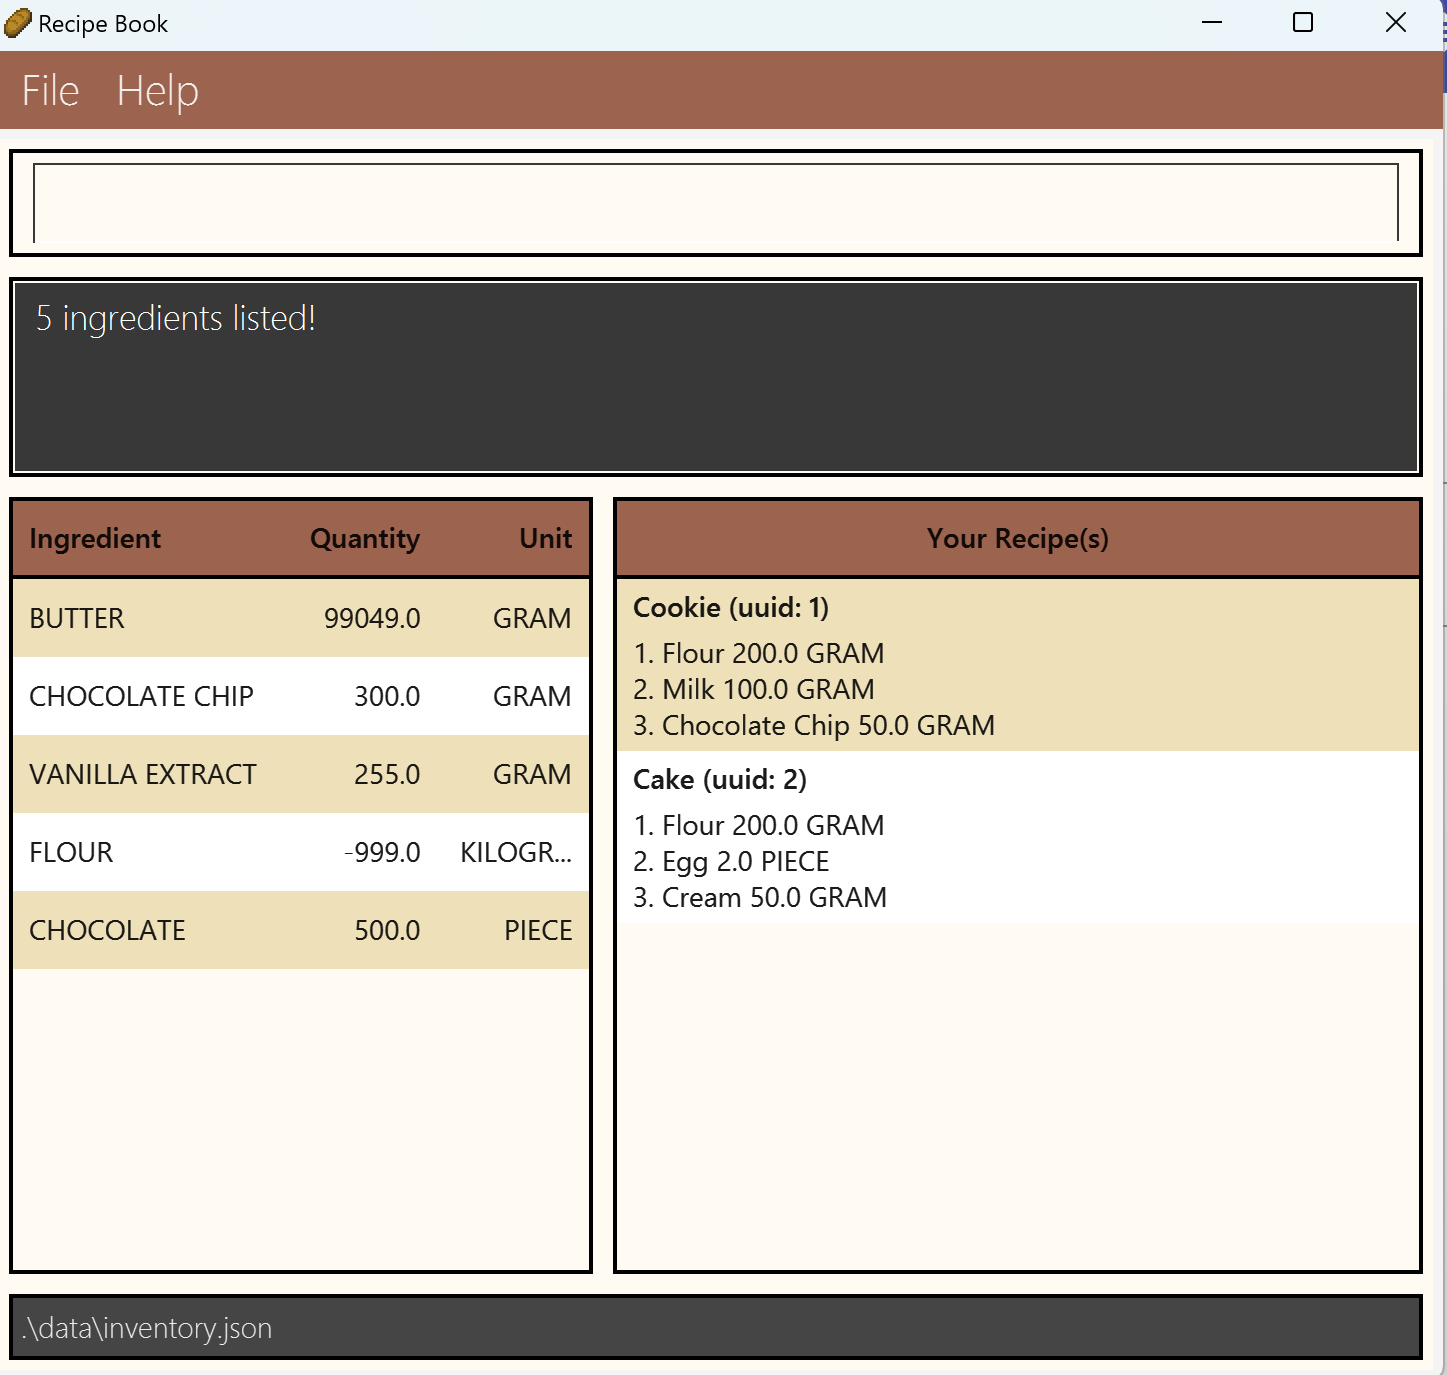 Recipe Book
File Help
5 ingredients listed!
Ingredient Quantity Unit
BUTTER 99049.0 GRAM
CHOCOLATE CHIP 300.0 GRAM
VANILLA EXTRACT 255.0 GRAM
FLOUR -999.0 KILOGR...
CHOCOLATE 500.0 PIECE
Your Recipe(s)
Cookie (uuid: 1)
1. Flour 200.0 GRAM
2. Milk 100.0 GRAM
3. Chocolate Chip 50.0 GRAM
Cake (uuid: 2)
1. Flour 200.0 GRAM
2. Egg 2.0 PIECE
3. Cream 50.0 GRAM
.\data\inventory.json